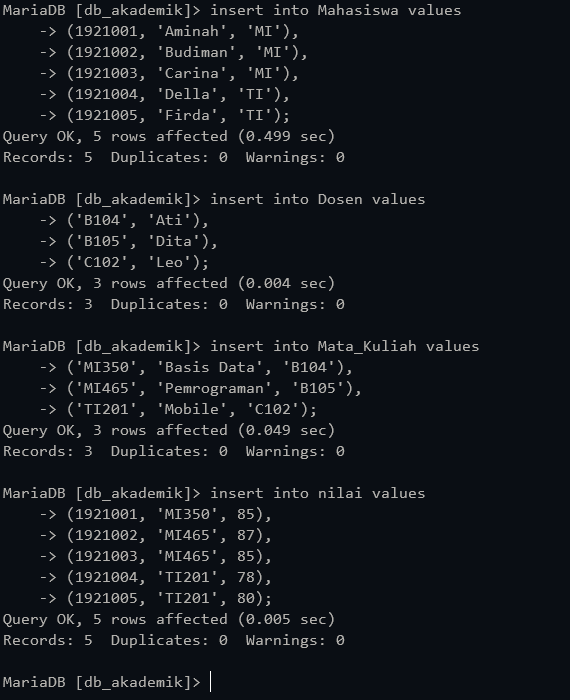 MariaDB [db_akademik]> insert into Mahasiswa values
    -> (1921001, 'Aminah', 'MI'),
    -> (1921002, 'Budiman', 'MI'),
    -> (1921003, 'Carina', 'MI'),
    -> (1921004, 'Della', 'TI'),
    -> (1921005, 'Firda', 'TI');
Query OK, 5 rows affected (0.499 sec)
Records: 5  Duplicates: 0  Warnings: 0

MariaDB [db_akademik]> insert into Dosen values
    -> ('B104', 'Ati'),
    -> ('B105', 'Dita'),
    -> ('C102', 'Leo');
Query OK, 3 rows affected (0.004 sec)
Records: 3  Duplicates: 0  Warnings: 0

MariaDB [db_akademik]> insert into Mata_Kuliah values
    -> ('MI350', 'Basis Data', 'B104'),
    -> ('MI465', 'Pemrograman', 'B105'),
    -> ('TI201', 'Mobile', 'C102');
Query OK, 3 rows affected (0.049 sec)
Records: 3  Duplicates: 0  Warnings: 0

MariaDB [db_akademik]> insert into nilai values
    -> (1921001, 'MI350', 85),
    -> (1921002, 'MI465', 87),
    -> (1921003, 'MI465', 85),
    -> (1921004, 'TI201', 78),
    -> (1921005, 'TI201', 80);
Query OK, 5 rows affected (0.005 sec)
Records: 5  Duplicates: 0  Warnings: 0

MariaDB [db_akademik]>